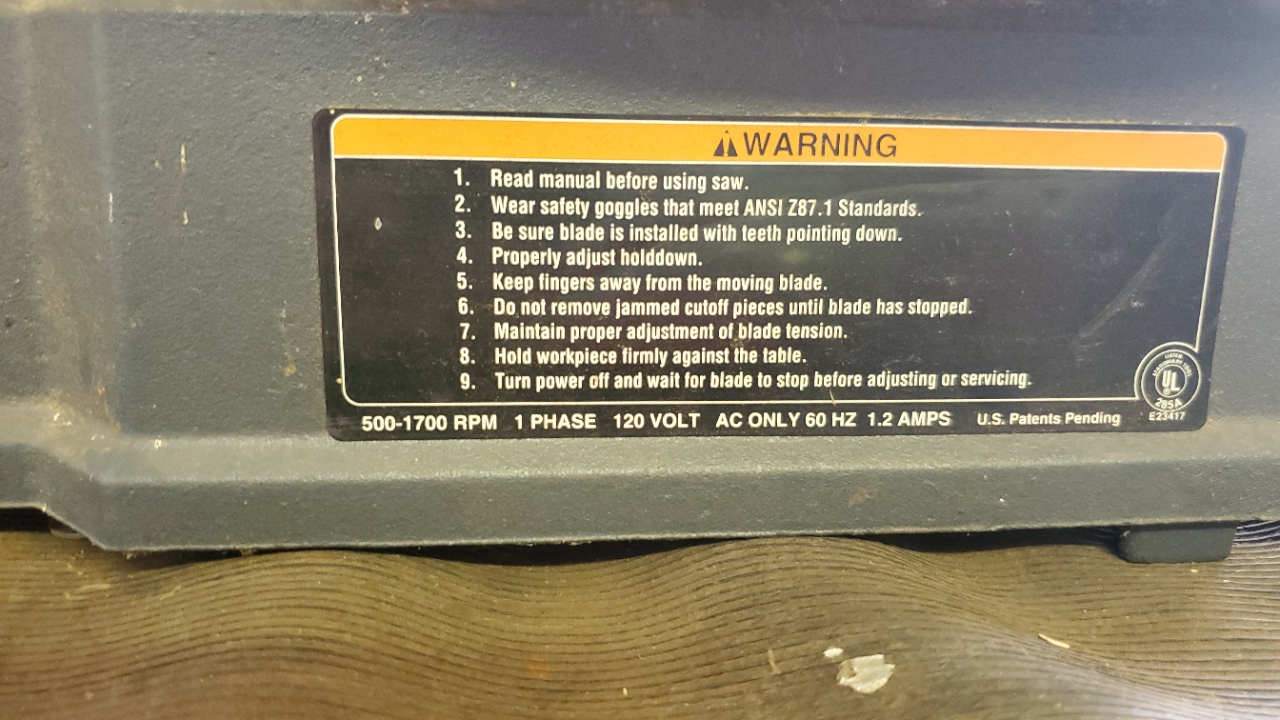 WARNING
1. Read manual before using saw.
2. Wear safety goggles that meet ANSI Z87.1 Standards.
3. Be sure blade is installed with teeth pointing down.
4. Properly adjust holddown.
5. Keep fingers away from the moving blade.
6. Do not remove jammed cutoff pieces until blade has stopped.
7. Maintain proper adjustment of blade tension.
8. Hold workpiece firmly against the table.
9. Turn power off and wait for blade to stop before adjusting or servicing.
LISTED
UL
285A
E23417
500-1700 RPM 1 PHASE 120 VOLT AC ONLY 60 HZ 1.2 AMPS U.S. Patents Pending